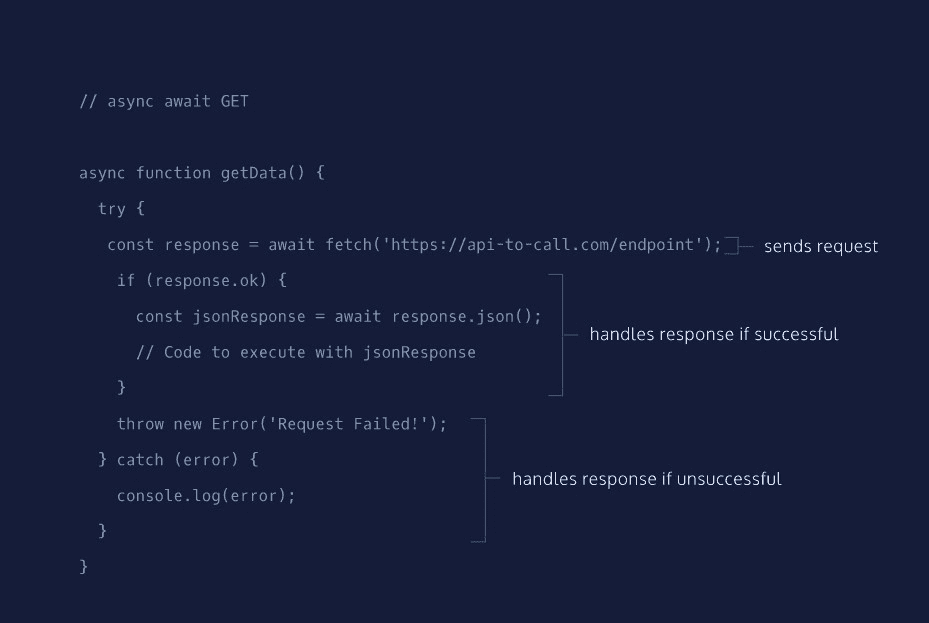 // async await GET
async function getData() {
try {
const response = await fetch('https://api-to-call.com/endpoint'); sends request
if (response.ok) {
const jsonResponse = await response.json();
handles response if successful
// Code to execute with jsonResponse
}
throw new Error('Request Failed!');
} catch (error) {
handles response if unsuccessful
console.log(error);
}
}